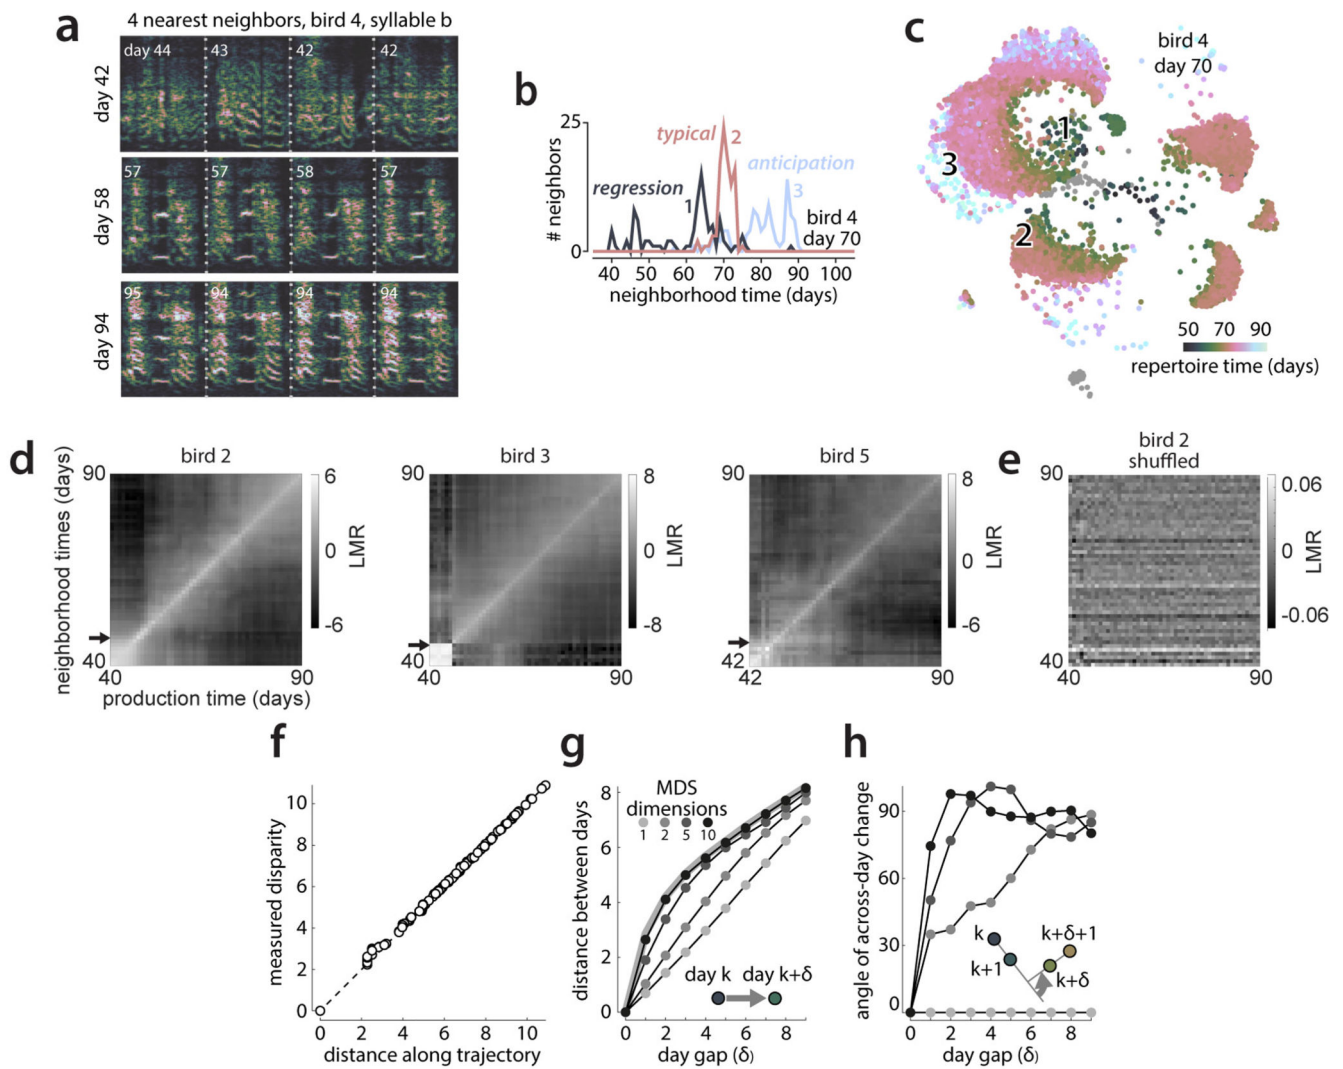 a
4 nearest neighbors, bird 4, syllable b
day 42
day 44
43
42
42
day 58
57
57
58
57
day 94
95
94
94
94
b
# neighbors
25
0
typical
2
anticipation
3
regression
1
bird 4
day 70
40
50
60
70
80
90
100
neighborhood time (days)
c
bird 4
day 70
1
3
2
50
70
90
repertoire time (days)
d
neighborhood times (days)
bird 2
90
40
40
90
production time (days)
6
0
-6
LMR
bird 3
90
40
40
90
8
0
-8
LMR
bird 5
90
42
42
90
8
0
-6
LMR
e
bird 2
shuffled
90
40
40
90
0.06
0
-0.06
LMR
f
measured disparity
10
8
6
4
2
0
0
2
4
6
8
10
distance along trajectory
g
distance between days
8
6
4
2
0
MDS
dimensions
1
2
5
10
day k
day k+δ
0
2
4
6
8
day gap (δ)
h
angle of across-day change
90
60
30
0
k
k+1
k+δ+1
k+δ
0
2
4
6
8
day gap (δ)